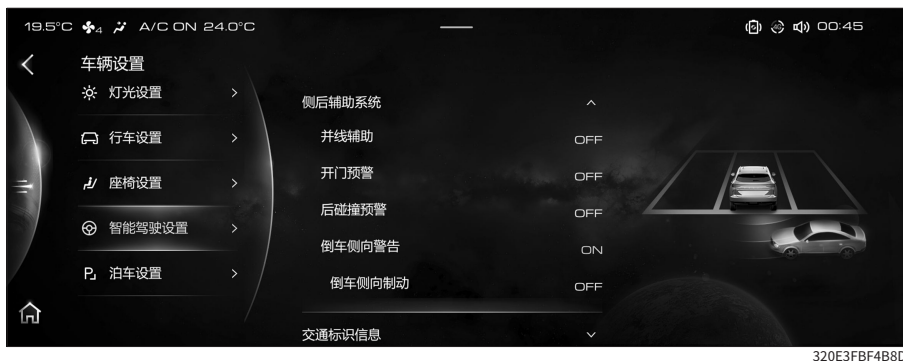 19.5°C 4 A/C ON 24.0°C 00:45
车辆设置
灯光设置
行车设置
座椅设置
智能驾驶设置
泊车设置
侧后辅助系统
并线辅助 OFF
开门预警 OFF
后碰撞预警 OFF
倒车侧向警告 ON
倒车侧向制动 OFF
交通标识信息
320E3FBF4B8D